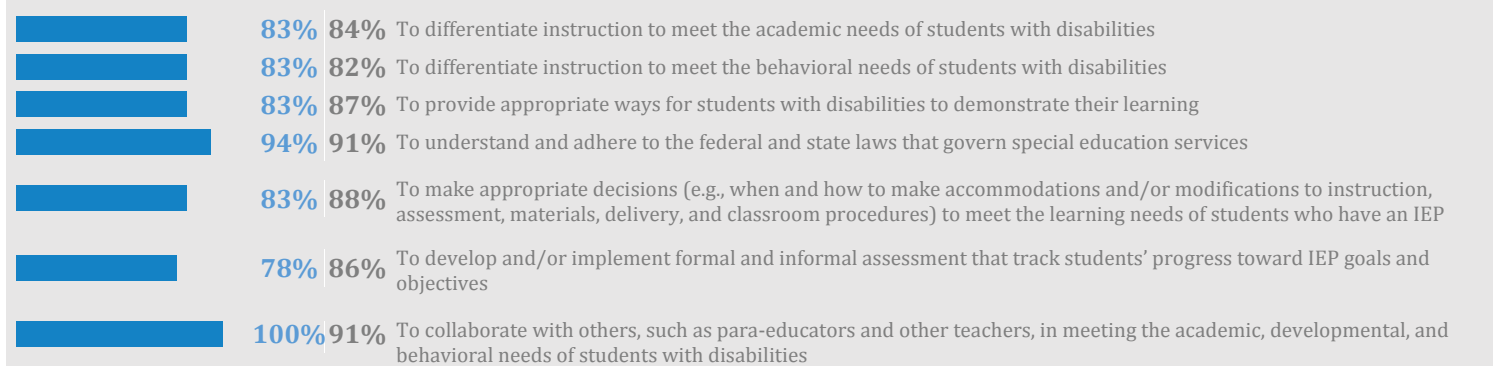 83% 84% To differentiate instruction to meet the academic needs of students with disabilities
83% 82% To differentiate instruction to meet the behavioral needs of students with disabilities
83% 87% To provide appropriate ways for students with disabilities to demonstrate their learning
94% 91% To understand and adhere to the federal and state laws that govern special education services
83% 88% To make appropriate decisions (e.g., when and how to make accommodations and/or modifications to instruction,
assessment, materials, delivery, and classroom procedures) to meet the learning needs of students who have an IEP
78% 86% To develop and/or implement formal and informal assessment that track students’ progress toward IEP goals and
objectives
100% 91% To collaborate with others, such as para-educators and other teachers, in meeting the academic, developmental, and
behavioral needs of students with disabilities